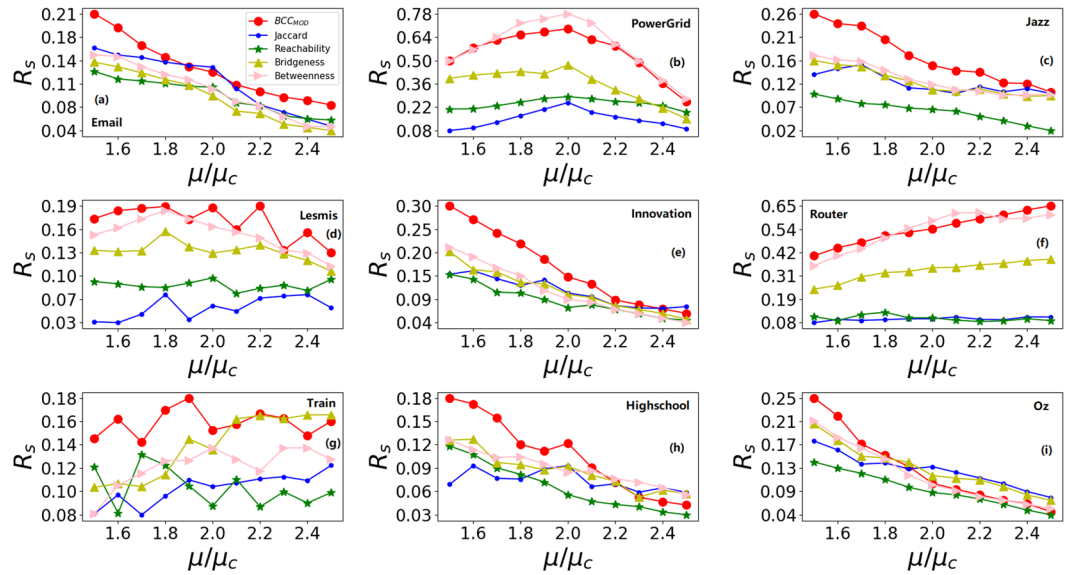 0.21
0.18
0.14
0.11
0.08
0.04
R_s
BCC_MOD
Jaccard
Reachability
Bridgeness
Betweenness
(a)
Email
1.6 1.8 2.0 2.2 2.4
μ/μ_c
0.78
0.64
0.50
0.36
0.22
0.08
R_s
PowerGrid
(b)
1.6 1.8 2.0 2.2 2.4
μ/μ_c
0.26
0.21
0.16
0.12
0.07
0.02
R_s
Jazz
(c)
1.6 1.8 2.0 2.2 2.4
μ/μ_c
0.19
0.16
0.13
0.10
0.07
0.03
R_s
Lesmis
(d)
1.6 1.8 2.0 2.2 2.4
μ/μ_c
0.30
0.25
0.20
0.15
0.09
0.04
R_s
Innovation
(e)
1.6 1.8 2.0 2.2 2.4
μ/μ_c
0.65
0.54
0.42
0.31
0.19
0.08
R_s
Router
(f)
1.6 1.8 2.0 2.2 2.4
μ/μ_c
0.18
0.16
0.14
0.12
0.10
0.08
R_s
Train
(g)
1.6 1.8 2.0 2.2 2.4
μ/μ_c
0.18
0.15
0.12
0.09
0.06
0.03
R_s
Highschool
(h)
1.6 1.8 2.0 2.2 2.4
μ/μ_c
0.25
0.21
0.17
0.13
0.09
0.04
R_s
Oz
(i)
1.6 1.8 2.0 2.2 2.4
μ/μ_c